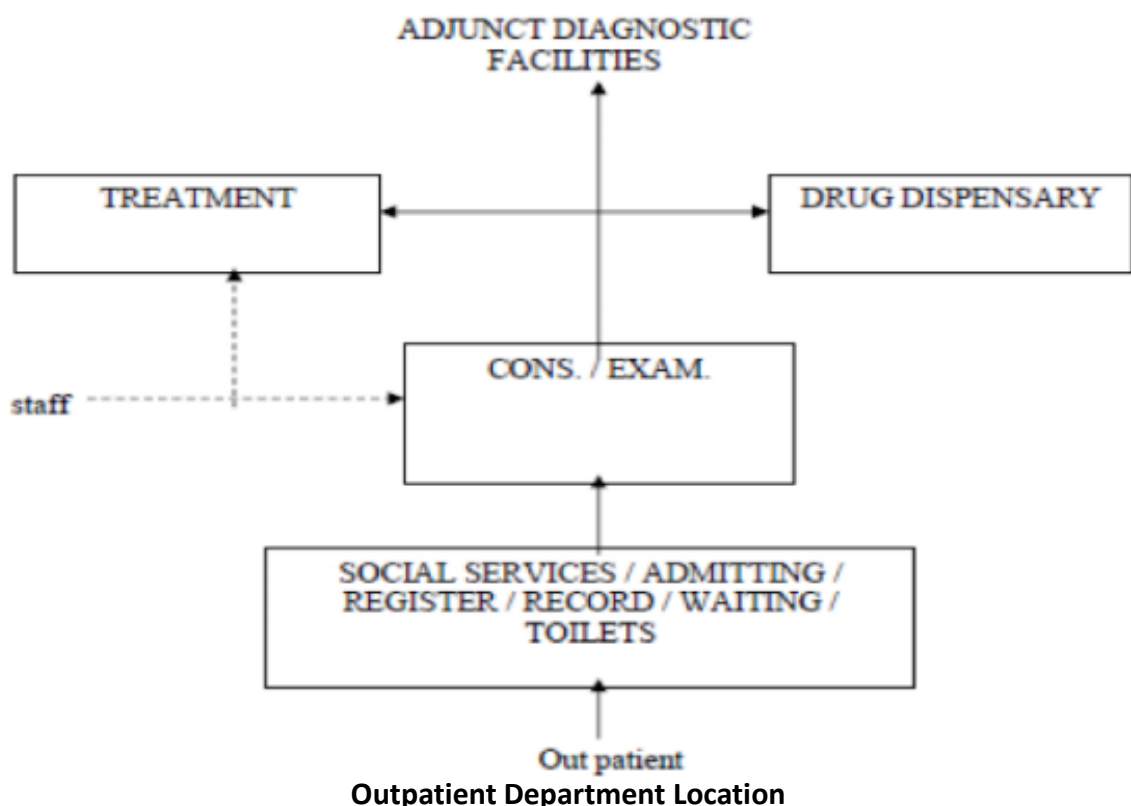 ADJUNCT DIAGNOSTIC
FACILITIES
TREATMENT
DRUG DISPENSARY
CONS. / EXAM.
staff
SOCIAL SERVICES / ADMITTING /
REGISTER / RECORD / WAITING /
TOILETS
Out patient
Outpatient Department Location